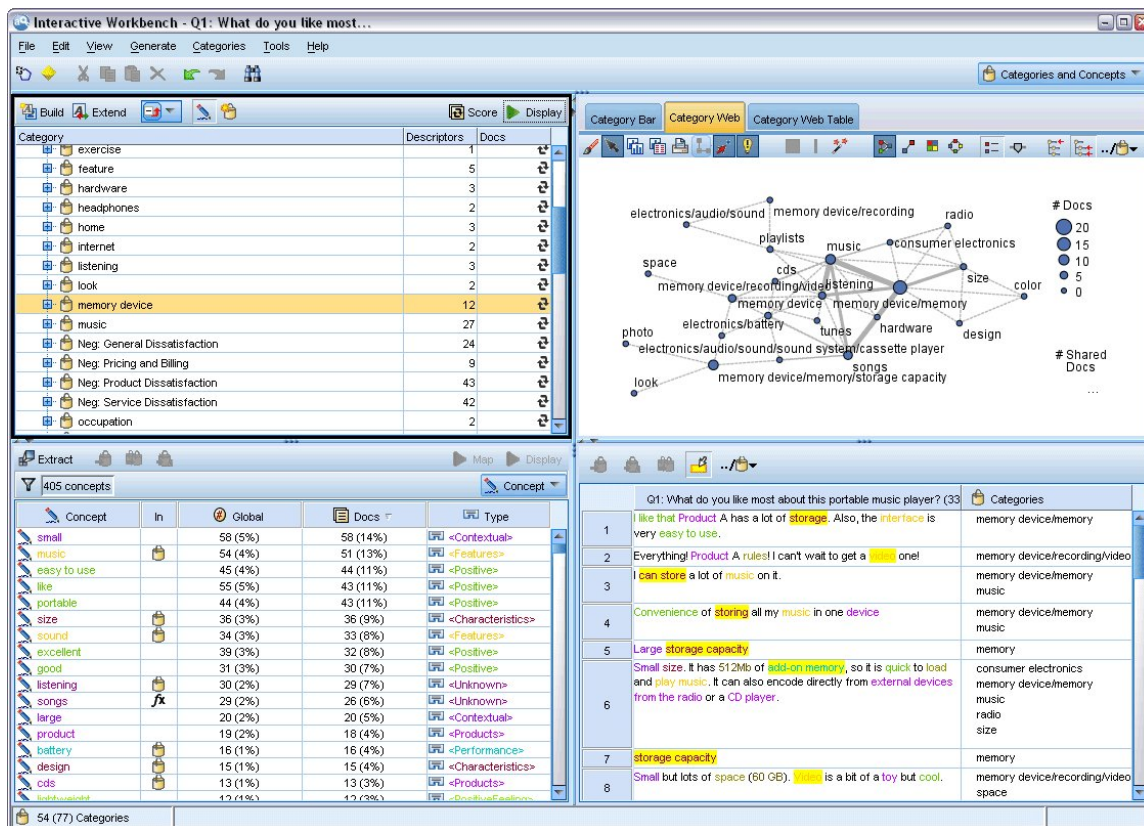 Interactive Workbench - Q1: What do you like most...
File Edit View Generate Categories Tools Help
Categories and Concepts
Build Extend Score Display
Category Descriptors Docs
exercise 1
feature 5
hardware 3
headphones 2
home 3
internet 2
listening 3
look 2
memory device 12
music 27
Neg: General Dissatisfaction 24
Neg: Pricing and Billing 9
Neg: Product Dissatisfaction 43
Neg: Service Dissatisfaction 42
occupation 2
Category Bar Category Web Category Web Table
../
electronics/audio/sound memory device/recording radio
playlists music consumer electronics
space cds size
memory device/recording/video listening color
memory device memory device/memory
photo electronics/battery tunes hardware design
electronics/audio/sound/sound system/cassette player
songs
look memory device/memory/storage capacity
# Docs
20
15
10
5
0
# Shared
Docs
...
Extract Map Display
405 concepts Concept
Concept In Global Docs Type
small 58 (5%) 58 (14%) <Contextual>
music 54 (4%) 51 (13%) <Features>
easy to use 45 (4%) 44 (11%) <Positive>
like 55 (5%) 43 (11%) <Positive>
portable 44 (4%) 43 (11%) <Positive>
size 36 (3%) 36 (9%) <Characteristics>
sound 34 (3%) 33 (8%) <Features>
excellent 39 (3%) 32 (8%) <Positive>
good 31 (3%) 30 (7%) <Positive>
listening 30 (2%) 29 (7%) <Unknown>
songs fx 29 (2%) 26 (6%) <Unknown>
large 20 (2%) 20 (5%) <Contextual>
product 19 (2%) 18 (4%) <Products>
battery 16 (1%) 16 (4%) <Performance>
design 15 (1%) 15 (4%) <Characteristics>
cds 13 (1%) 13 (3%) <Products>
lightweight 12 (1%) 12 (3%) <PositiveFeeling>
../
Q1: What do you like most about this portable music player? (33 Categories
1 I like that Product A has a lot of storage. Also, the interface is memory device/memory
very easy to use.
2 Everything! Product A rules! I can't wait to get a video one! memory device/recording/video
3 I can store a lot of music on it. memory device/memory
music
4 Convenience of storing all my music in one device memory device/memory
music
5 Large storage capacity memory
6 Small size. It has 512Mb of add-on memory, so it is quick to load consumer electronics
and play music. It can also encode directly from external devices memory device/memory
from the radio or a CD player. music
radio
size
7 storage capacity memory
8 Small but lots of space (60 GB). Video is a bit of a toy but cool. memory device/recording/video
space
54 (77) Categories